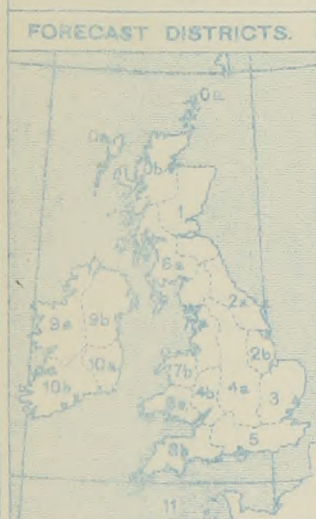 FORECAST DISTRICTS.
0a
0a
0b
1
6a
2a
9a
9b
2b
10a
7b
4b
4a
3
10b
8a
5
8b
11